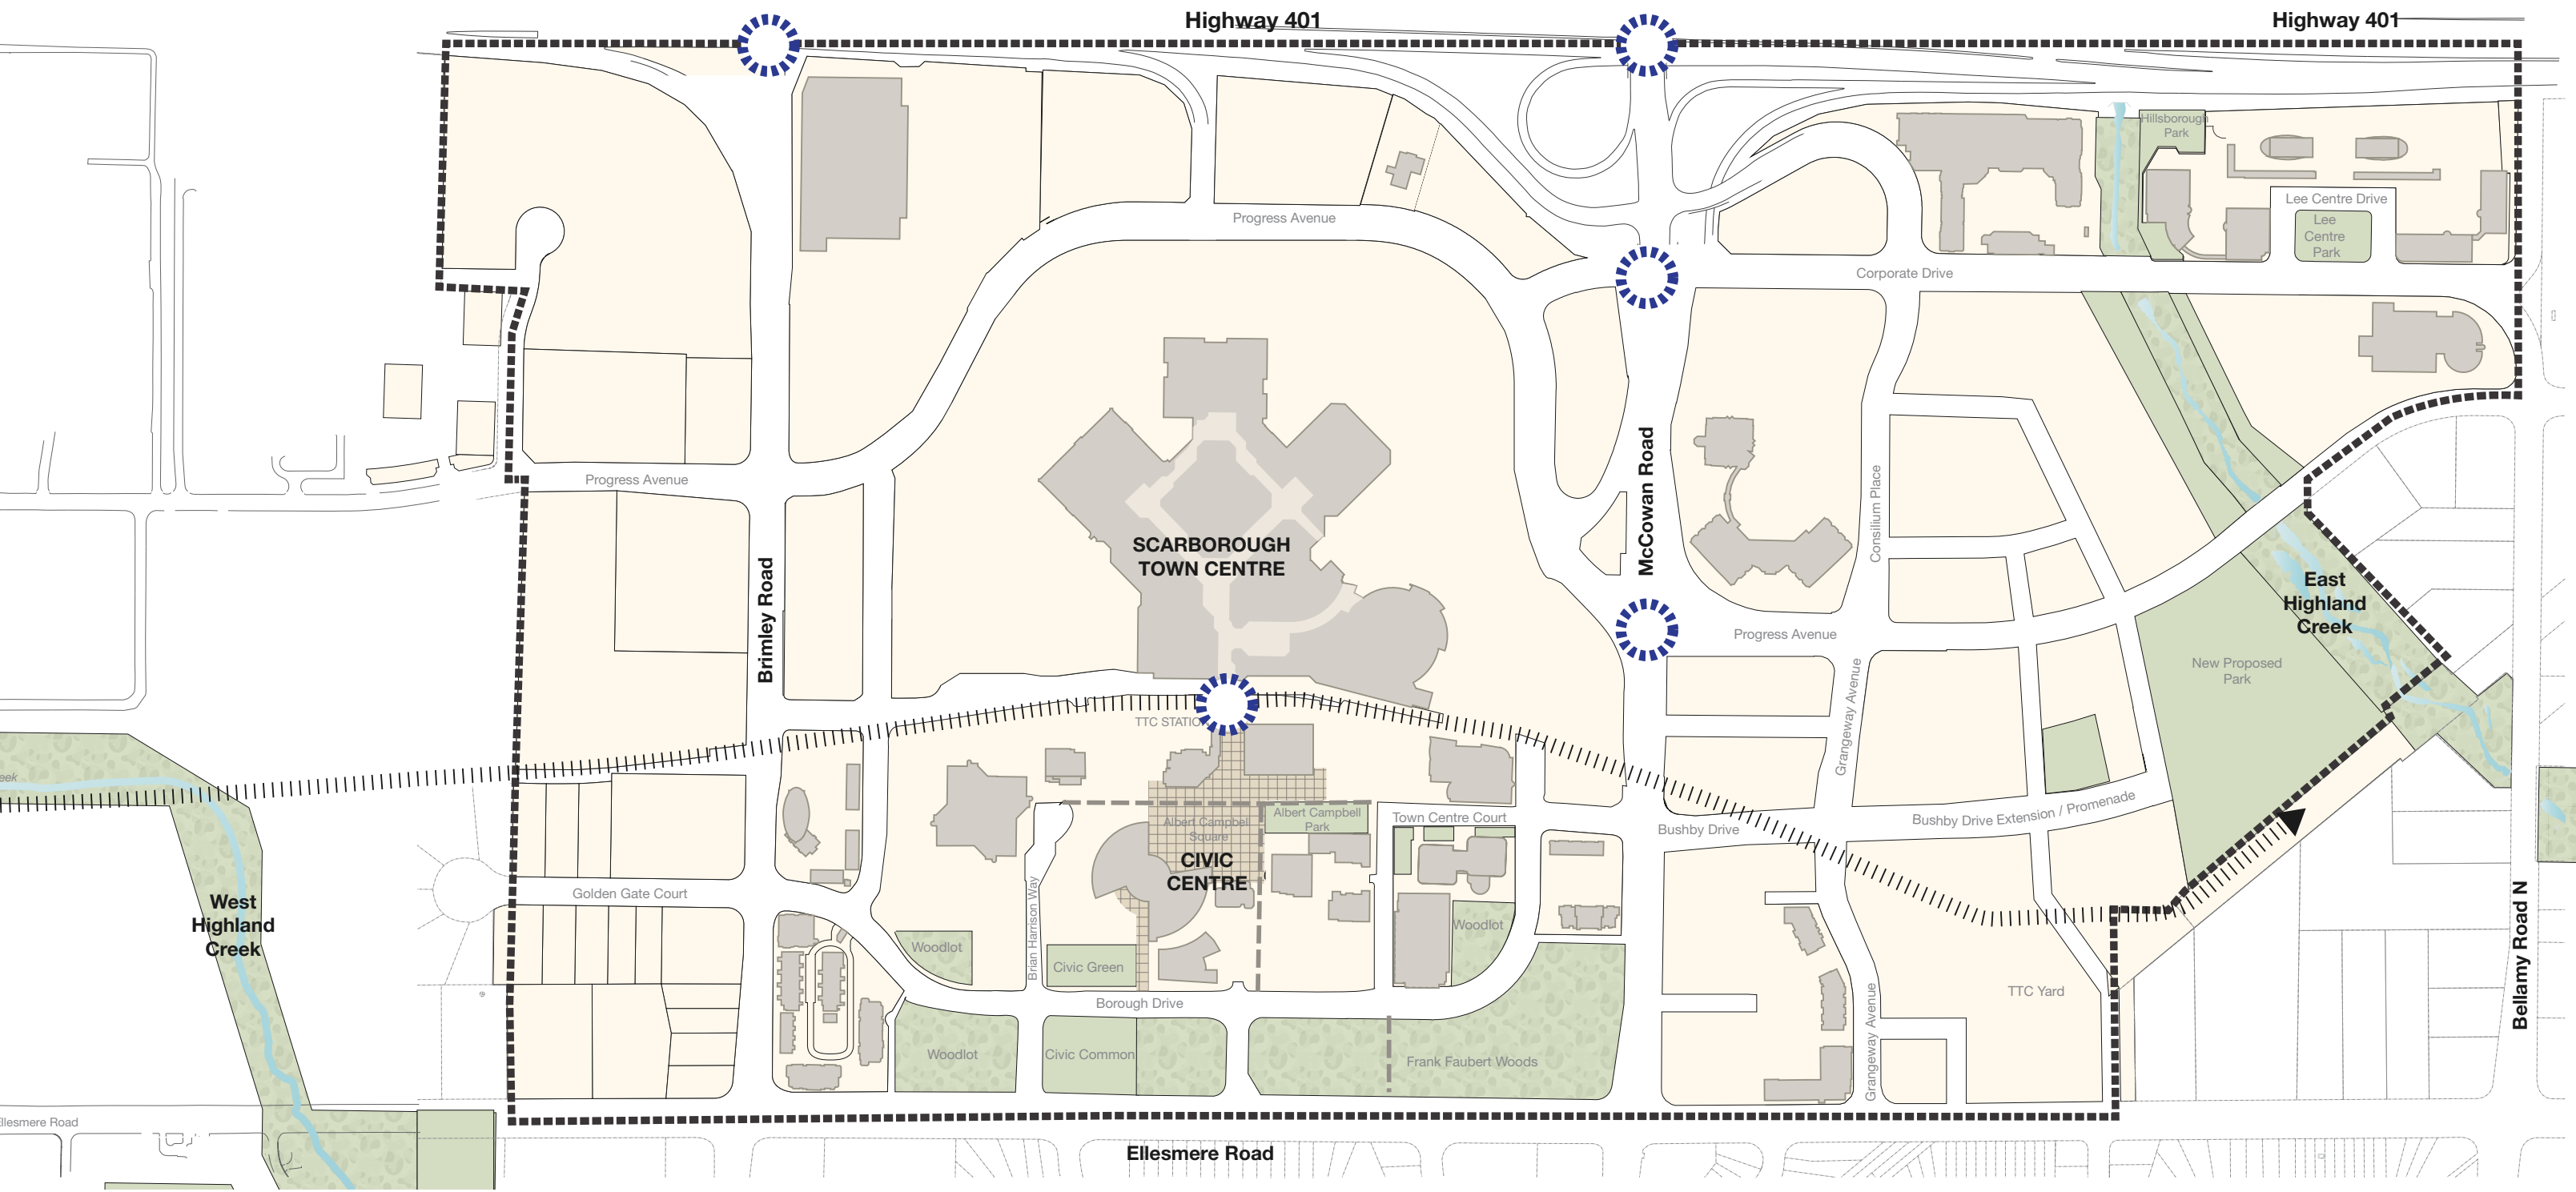 Highway 401
Highway 401
Hillsborough
Park
Lee Centre Drive
Lee
Centre
Park
Progress Avenue
Corporate Drive
McCowan Road
Consilium Place
Progress Avenue
SCARBOROUGH
TOWN CENTRE
Brimley Road
East
Highland
Creek
Progress Avenue
New Proposed
Park
Grangeway Avenue
TTC STATION
eek
Bushby Drive Extension / Promenade
Albert Campbell
Park
Albert Campbell
Square
Town Centre Court
Bushby Drive
CIVIC
CENTRE
Golden Gate Court
West
Highland
Creek
Brian Harrison Way
Woodlot
Woodlot
Civic Green
Bellamy Road N
TTC Yard
Borough Drive
Grangeway Avenue
Woodlot
Civic Common
Frank Faubert Woods
Ellesmere Road
Ellesmere Road